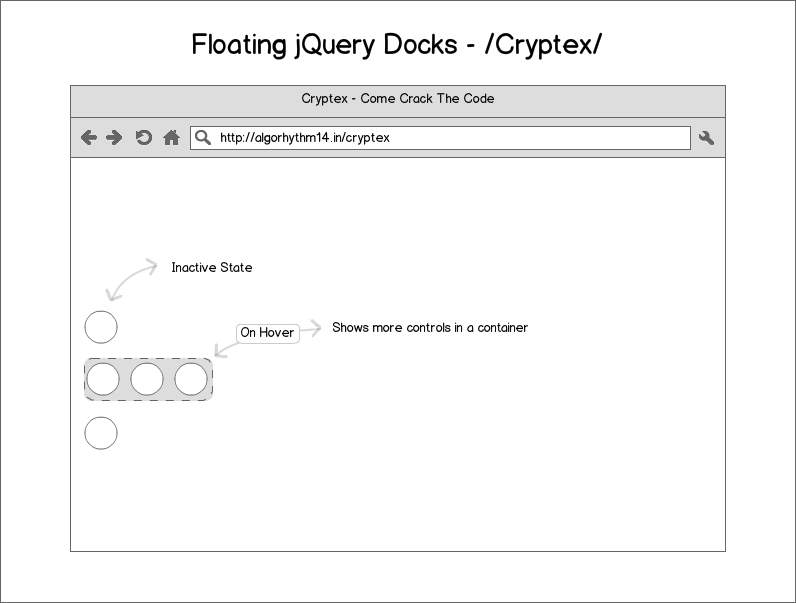 Floating jQuery Docks - /Cryptex/
Cryptex - Come Crack The Code
http://algorhythm14.in/cryptex
Inactive State
On Hover
Shows more controls in a container